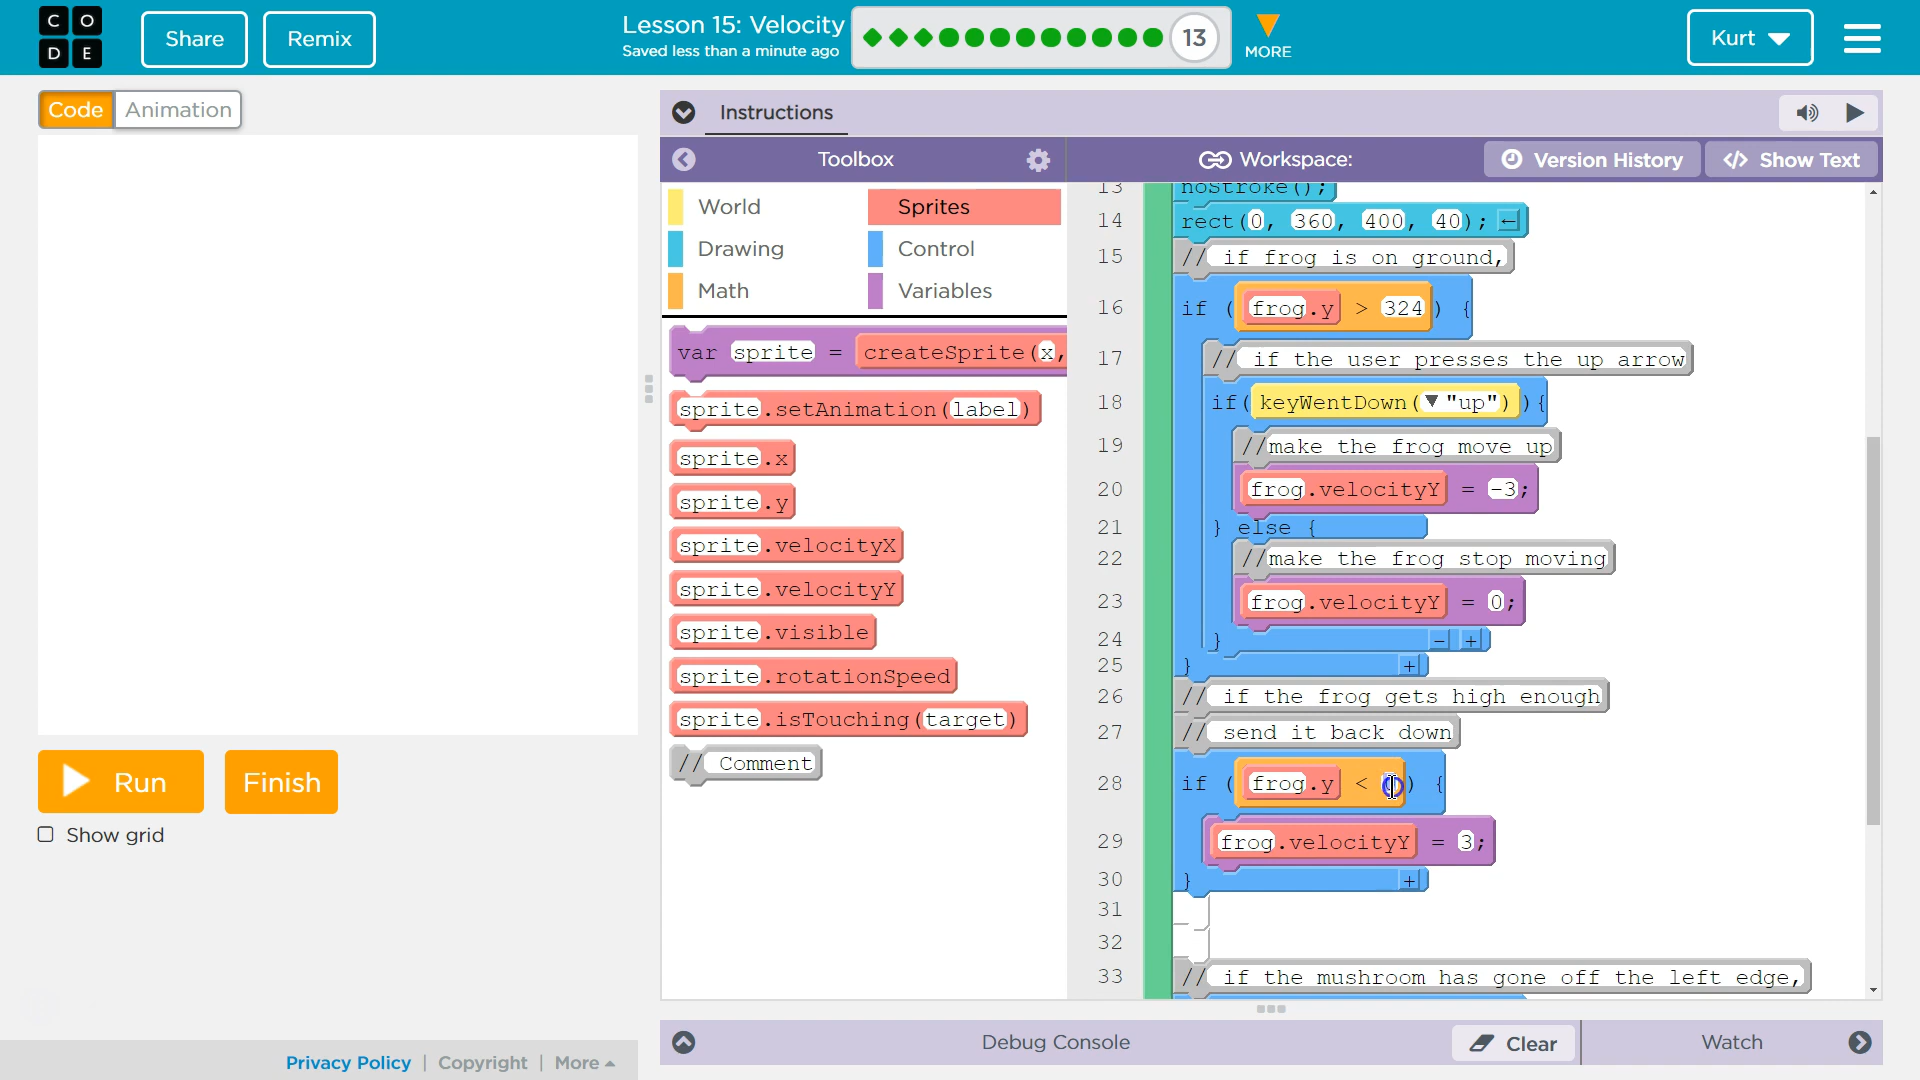 C O
D E
Share
Remix
Lesson 15: Velocity
Saved less than a minute ago
13
MORE
Kurt
Code
Animation
Instructions
Toolbox
Workspace:
Version History
Show Text
World
Sprites
Drawing
Control
Math
Variables
var sprite = createSprite(x,
sprite.setAnimation(label)
sprite.x
sprite.y
sprite.velocityX
sprite.velocityY
sprite.visible
sprite.rotationSpeed
sprite.isTouching(target)
// Comment
13 noStroke();
14 rect(0, 360, 400, 40); ←
15 // if frog is on ground,
16 if (frog.y > 324) {
17 // if the user presses the up arrow
18 if(keyWentDown(▼"up")){
19 //make the frog move up
20 frog.velocityY = -3;
21 } else {
22 //make the frog stop moving
23 frog.velocityY = 0;
24 } - +
25 } +
26 // if the frog gets high enough
27 // send it back down
28 if (frog.y < ) {
29 frog.velocityY = 3;
30 } +
31
32
33 // if the mushroom has gone off the left edge,
Run
Finish
Show grid
Debug Console
Clear
Watch
Privacy Policy | Copyright | More